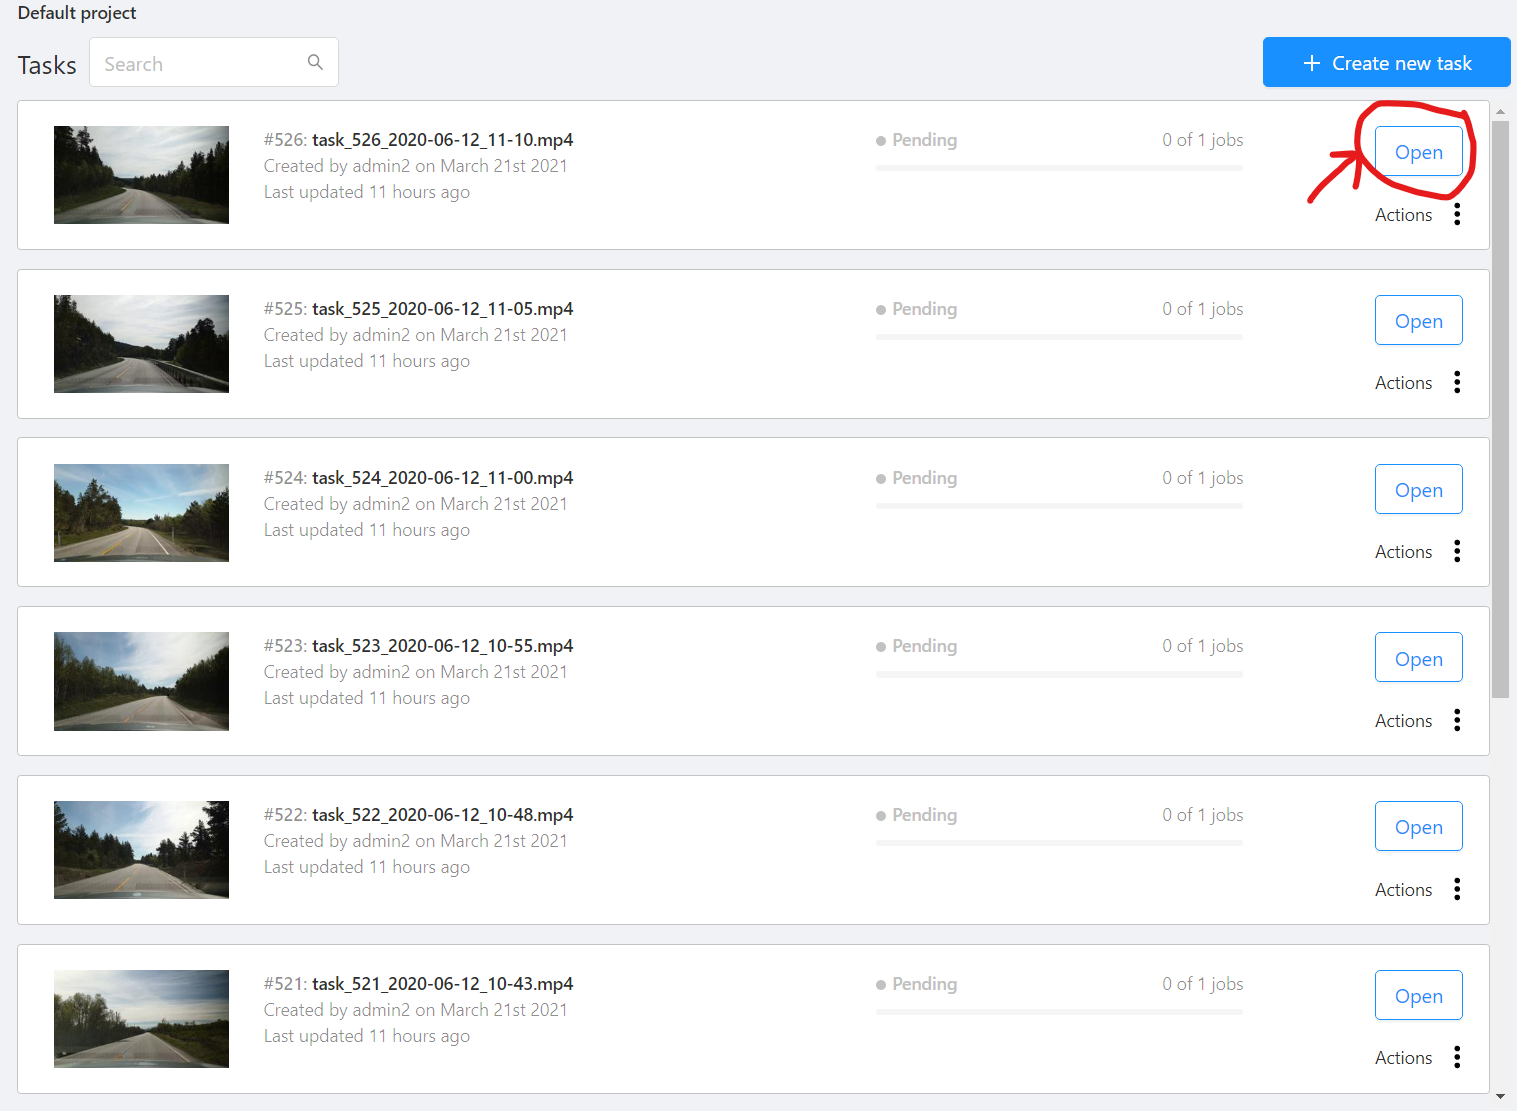 Default project
Tasks
Search
+ Create new task
#526: task_526_2020-06-12_11-10.mp4
Created by admin2 on March 21st 2021
Last updated 11 hours ago
Pending
0 of 1 jobs
Open
Actions
#525: task_525_2020-06-12_11-05.mp4
Created by admin2 on March 21st 2021
Last updated 11 hours ago
Pending
0 of 1 jobs
Open
Actions
#524: task_524_2020-06-12_11-00.mp4
Created by admin2 on March 21st 2021
Last updated 11 hours ago
Pending
0 of 1 jobs
Open
Actions
#523: task_523_2020-06-12_10-55.mp4
Created by admin2 on March 21st 2021
Last updated 11 hours ago
Pending
0 of 1 jobs
Open
Actions
#522: task_522_2020-06-12_10-48.mp4
Created by admin2 on March 21st 2021
Last updated 11 hours ago
Pending
0 of 1 jobs
Open
Actions
#521: task_521_2020-06-12_10-43.mp4
Created by admin2 on March 21st 2021
Last updated 11 hours ago
Pending
0 of 1 jobs
Open
Actions